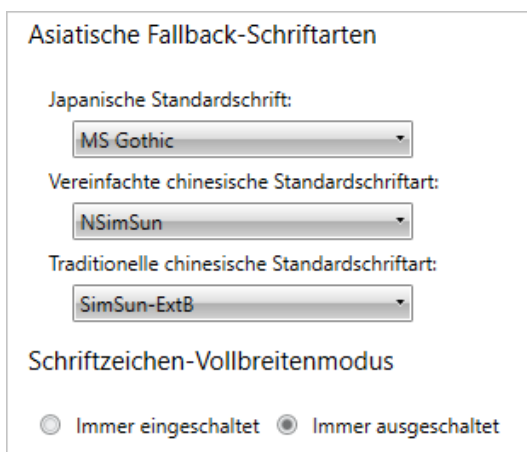 Asiatische Fallback-Schriftarten
Japanische Standardschrift:
MS Gothic
Vereinfachte chinesische Standardschriftart:
NSimSun
Traditionelle chinesische Standardschriftart:
SimSun-ExtB
Schriftzeichen-Vollbreitenmodus
Immer eingeschaltet Immer ausgeschaltet